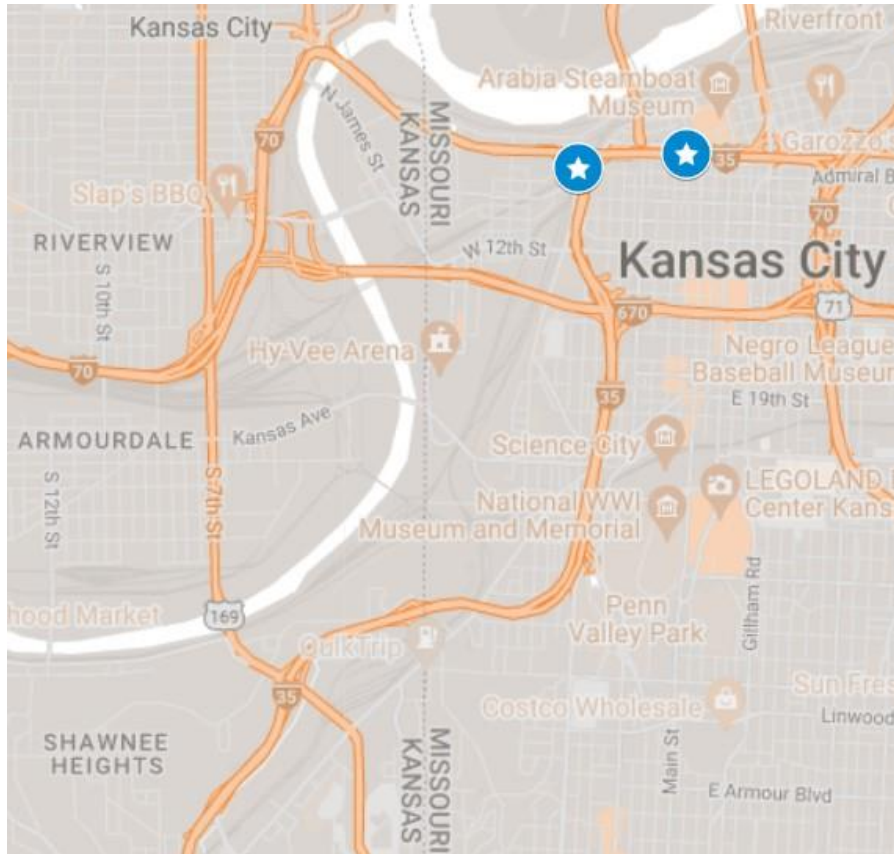 Riverfront
Kansas City
Arabia Steamboat
Museum
N James St
MISSOURI
KANSAS
70
35
Garozzo's
Admiral B
Slap's BBQ
70
RIVERVIEW
W 12th St
Kansas City
S 10th St
670
71
Hy-Vee Arena
Negro League
Baseball Museum
70
35
E 19th St
ARMOURDALE
Kansas Ave
Science City
S 12th St
S 7th St
National WWI
Museum and Memorial
LEGOLAND
Center Kans
Gillham Rd
hood Market
169
Penn
Valley Park
QuikTrip
35
Sun Fres
Costco Wholesale
Linwood
SHAWNEE
HEIGHTS
Main St
MISSOURI
KANSAS
E Armour Blvd